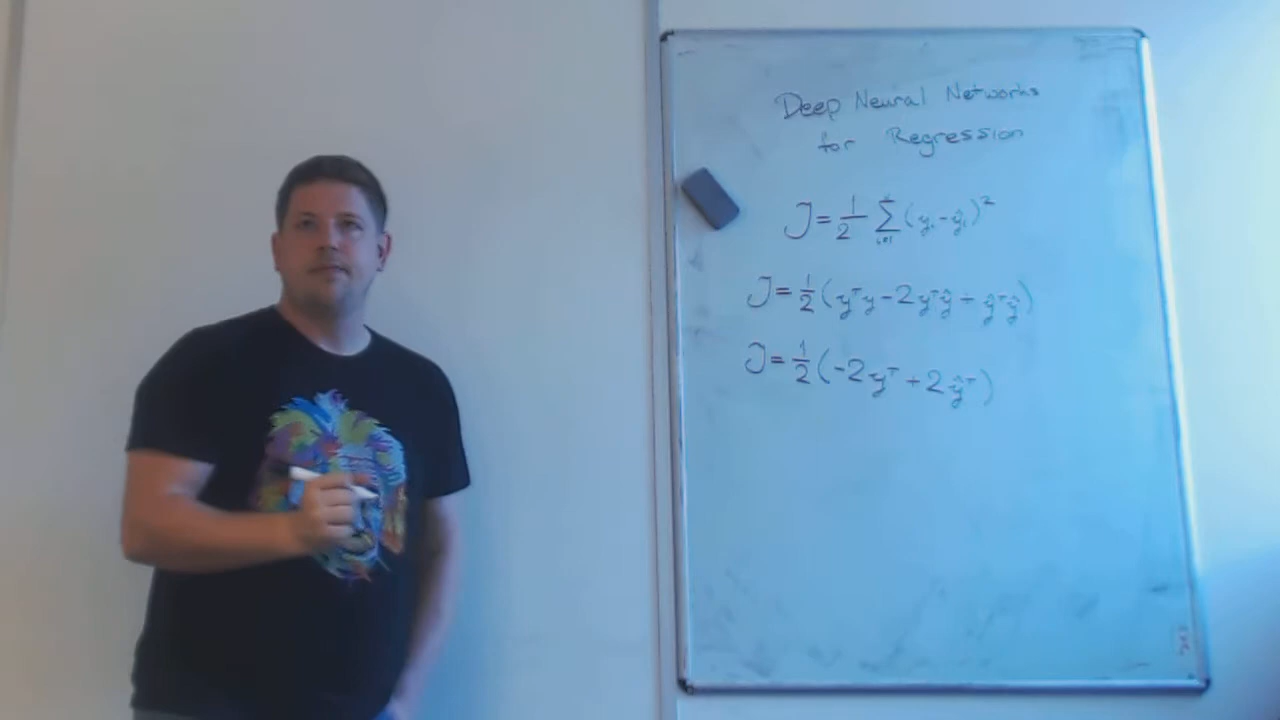 Deep Neural Networks
for Regression
J = 1/2 Σ (yᵢ - ŷᵢ)²
i=1
J = 1/2 (yᵀy - 2yᵀŷ + ŷᵀŷ)
J = 1/2 (-2yᵀ + 2ŷᵀ)